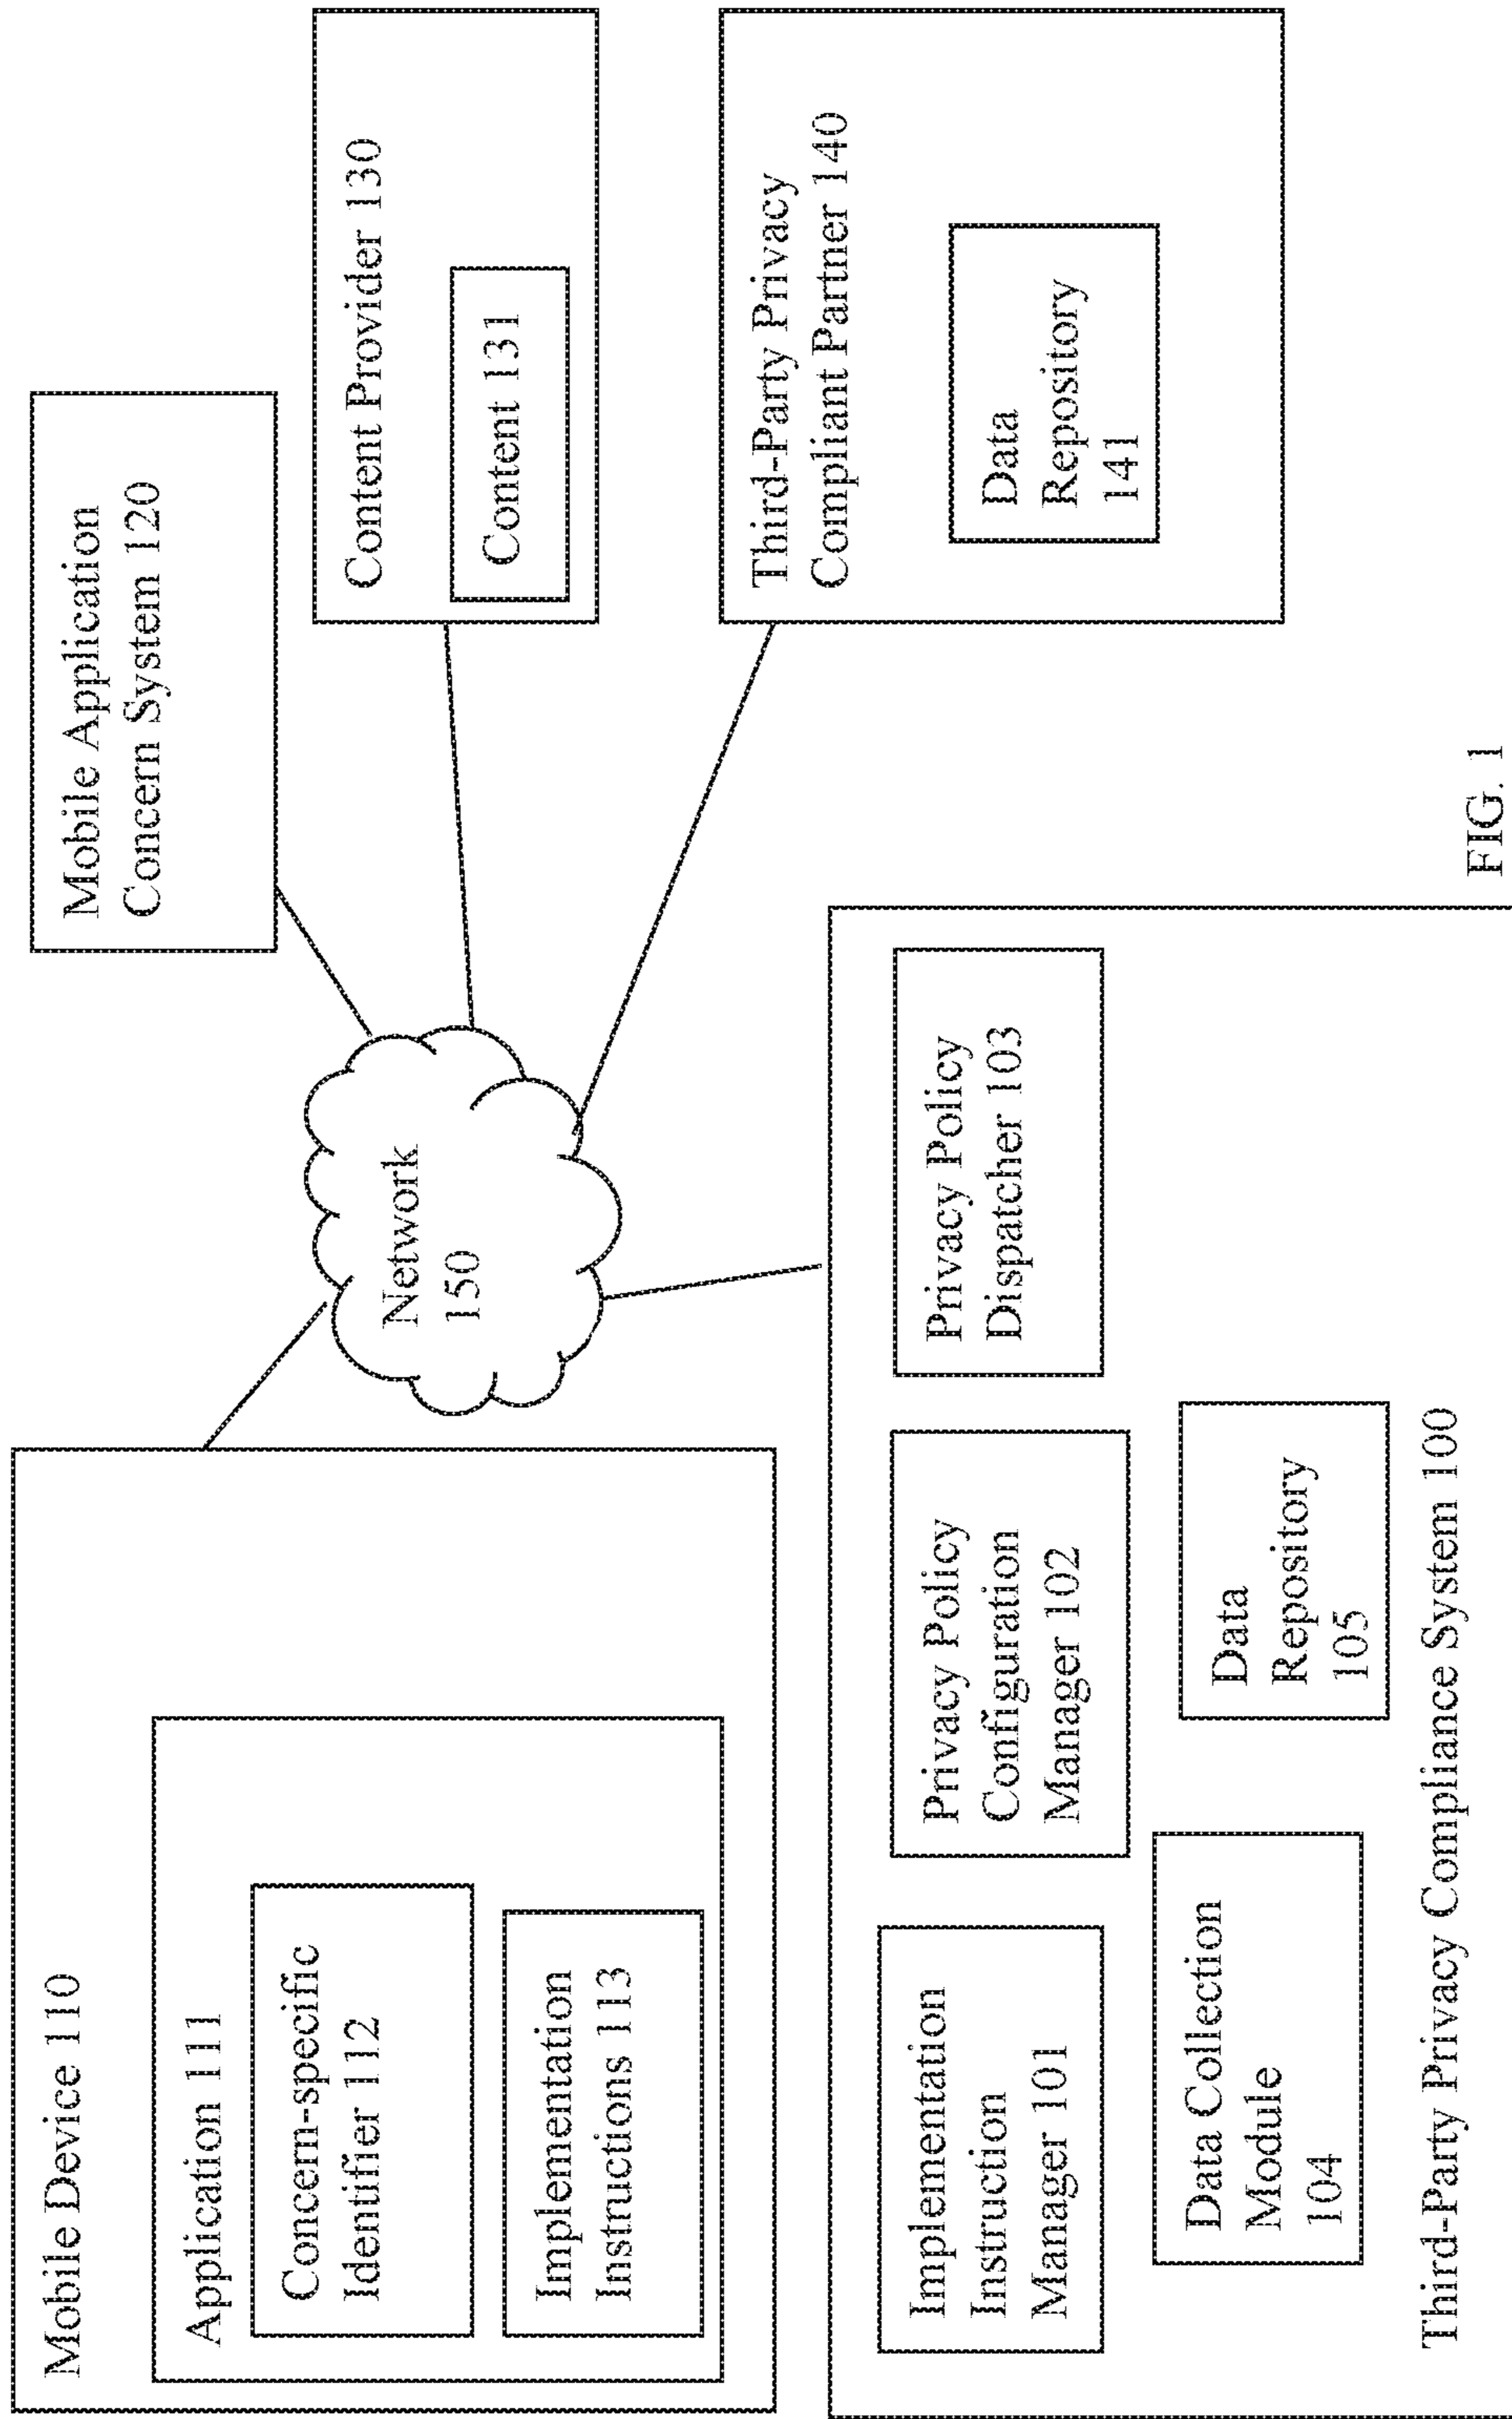 Mobile Device 110
Application 111
Concern-specific
Identifier 112
Implementation
Instructions 113
Network
150
Mobile Application
Concern System 120
Content Provider 130
Content 131
Third-Party Privacy
Compliant Partner 140
Data
Repository
141
Implementation
Instruction
Manager 101
Privacy Policy
Configuration
Manager 102
Privacy Policy
Dispatcher 103
Data Collection
Module
104
Data
Repository
105
Third-Party Privacy Compliance System 100
FIG. 1